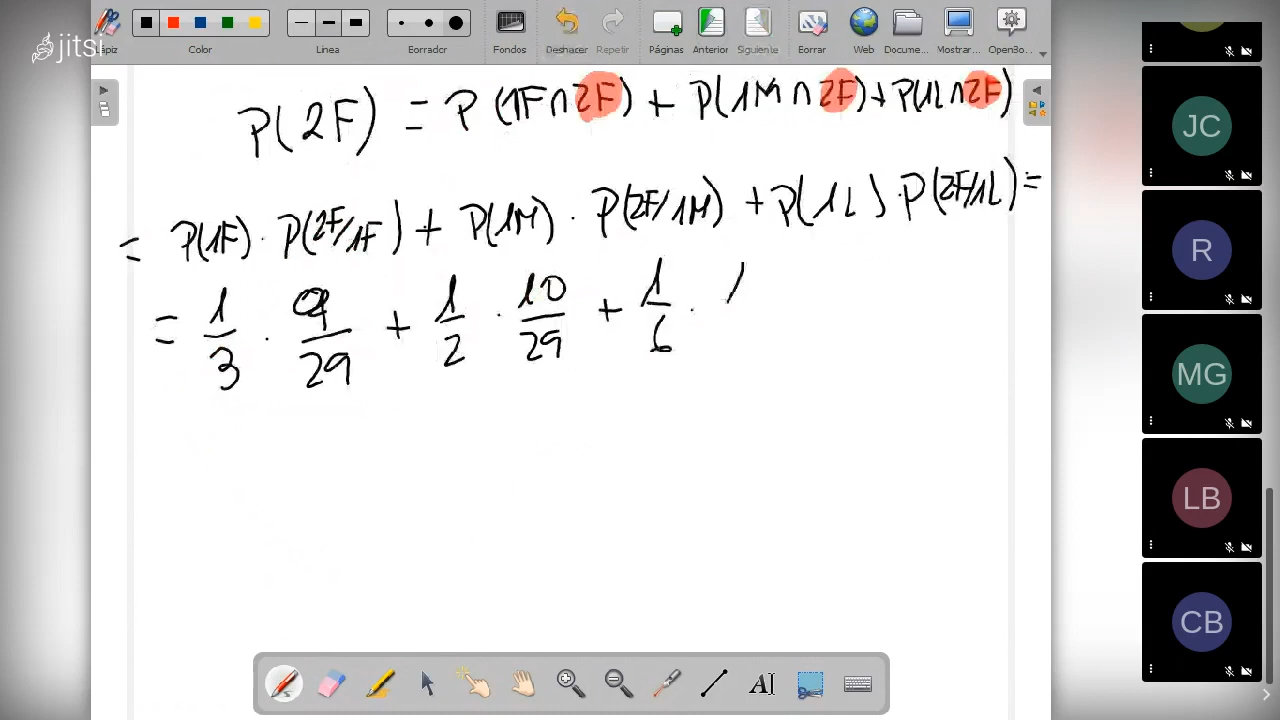 jitsi
Lápiz Color Línea Borrador Fondos Deshacer Repetir Páginas Anterior Siguiente Borrar Web Docume... Mostrar... OpenBo...
P(2F) = P(1F∩2F) + P(1M∩2F) + P(1L∩2F)
= P(1F) · P(2F/1F) + P(1M) · P(2F/1M) + P(1L) · P(2F/1L) =
= 1/3 · 9/29 + 1/2 · 10/29 + 1/6 ·
JC
R
MG
LB
CB